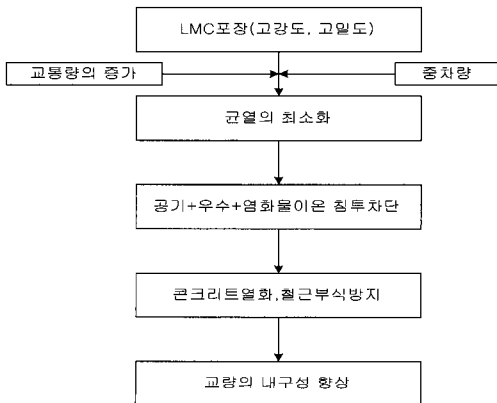 LMC포장(고강도, 고밀도)
교통량의 증가
중차량
균열의 최소화
공기+우수+염화물이온 침투차단
콘크리트열화,철근부식방지
교량의 내구성 향상